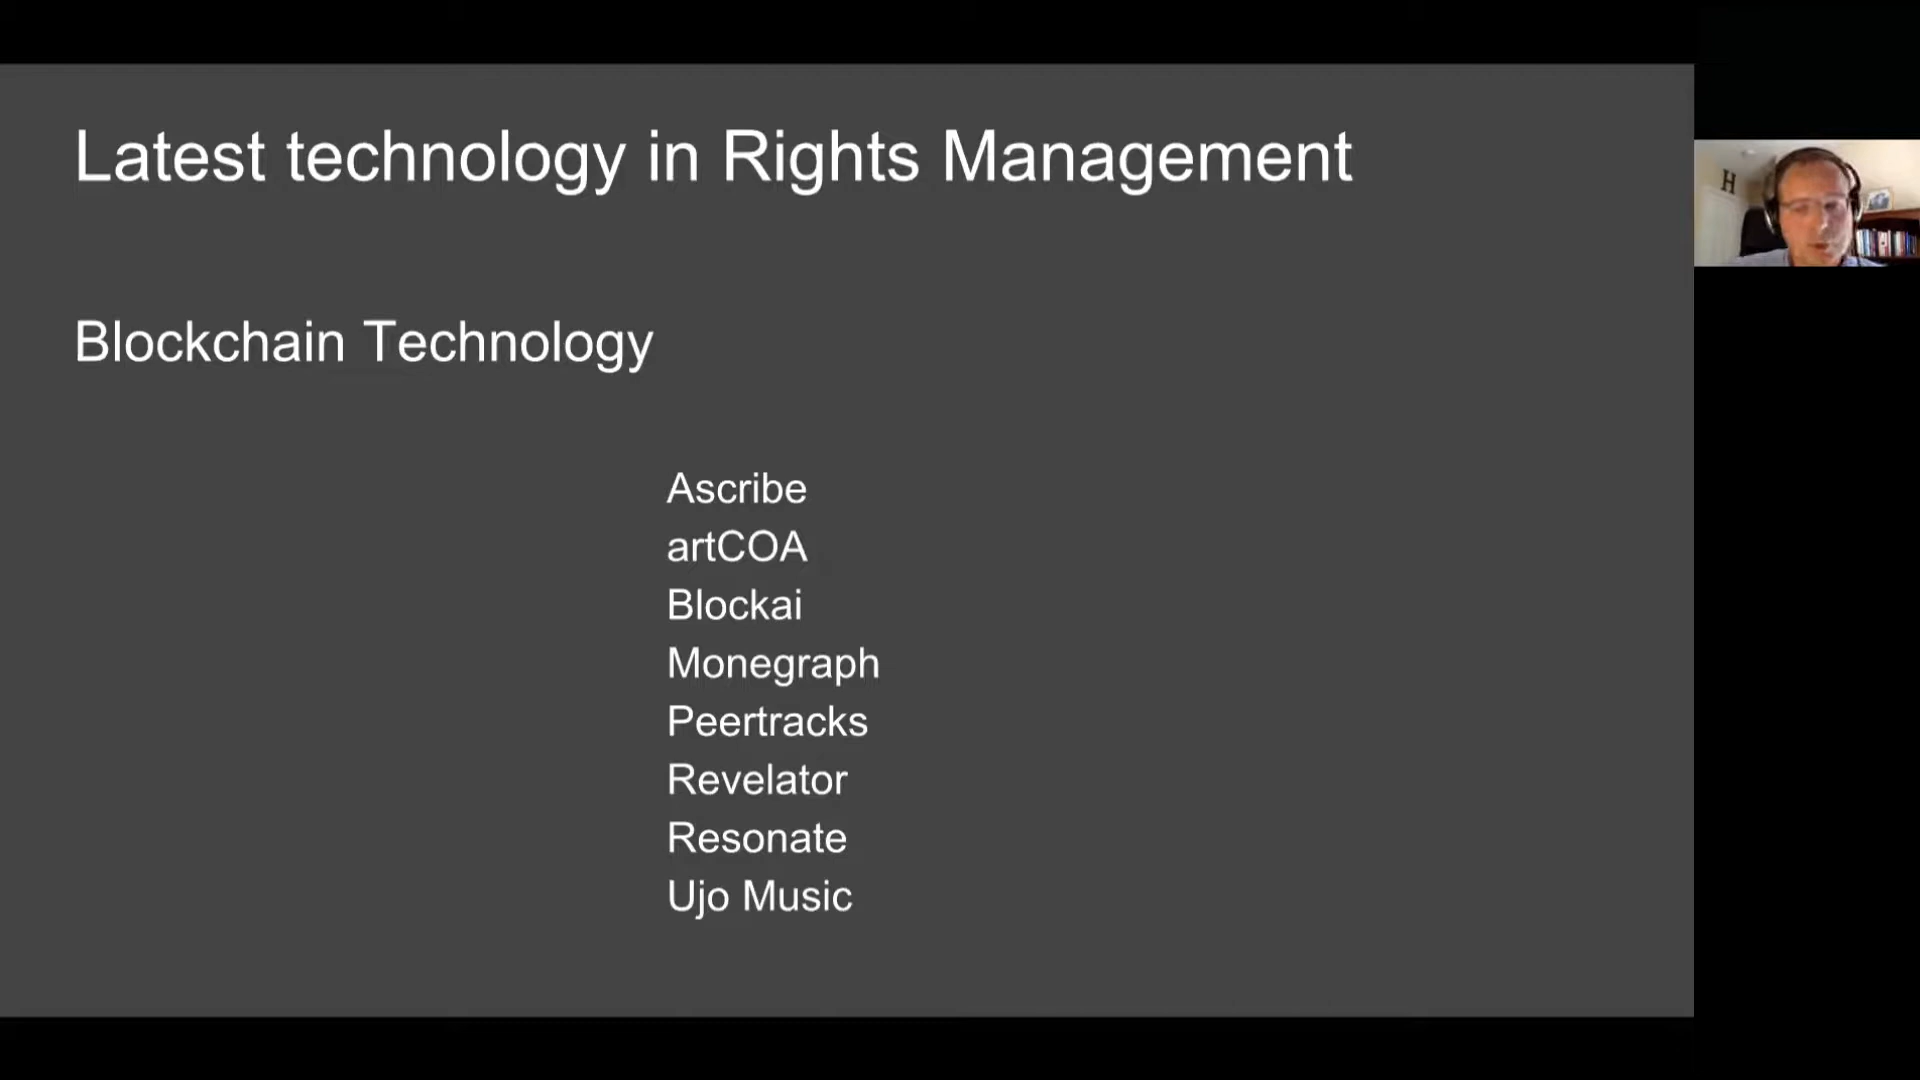 Latest technology in Rights Management
Blockchain Technology
Ascribe
artCOA
Blockai
Monegraph
Peertracks
Revelator
Resonate
Ujo Music
H